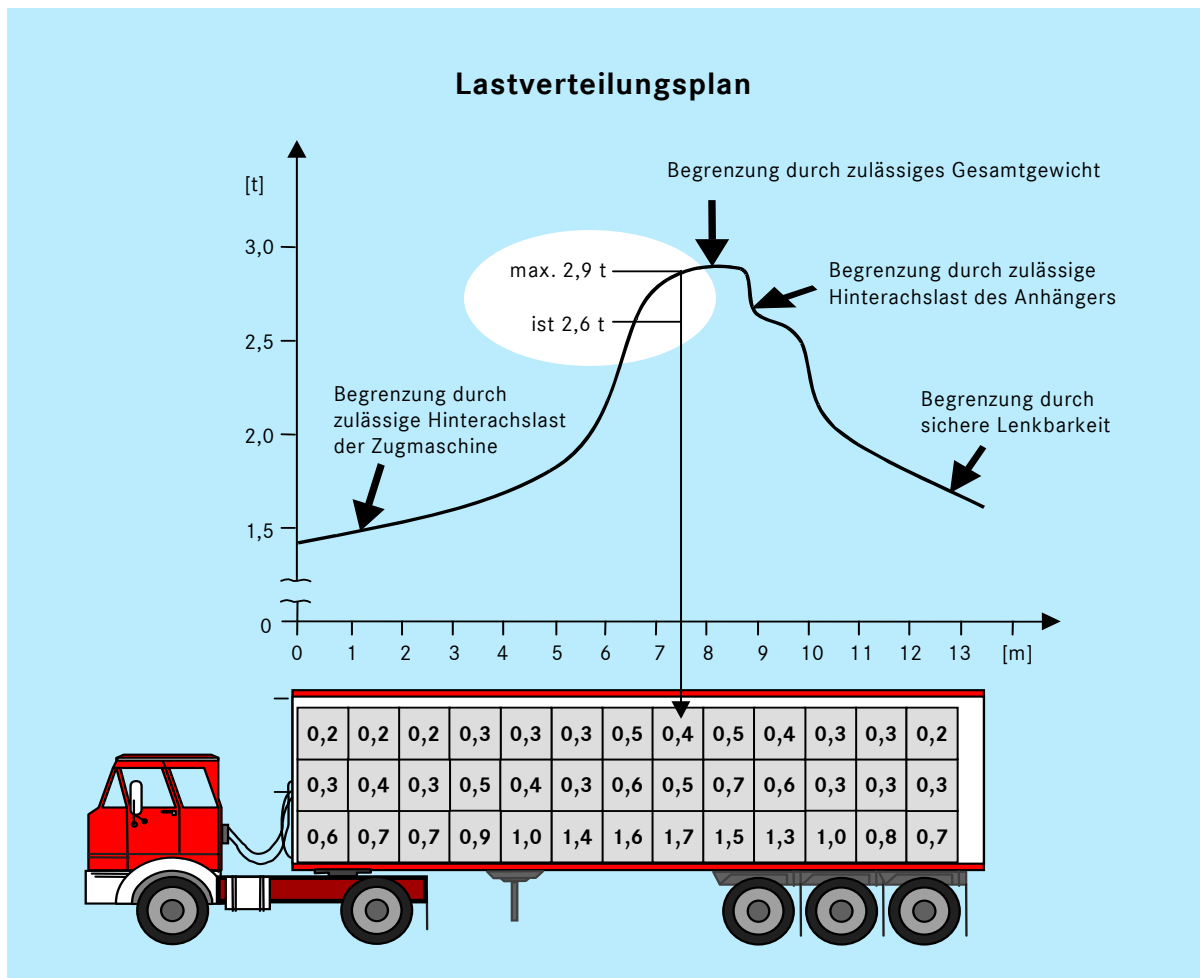 Lastverteilungsplan
[t]
Begrenzung durch zulässiges Gesamtgewicht
3,0
max. 2,9 t
Begrenzung durch zulässige
Hinterachslast des Anhängers
ist 2,6 t
2,5
Begrenzung durch
zulässige Hinterachslast
der Zugmaschine
Begrenzung durch
sichere Lenkbarkeit
2,0
1,5
0
0 1 2 3 4 5 6 7 8 9 10 11 12 13 [m]
0,2 0,2 0,2 0,3 0,3 0,3 0,5 0,4 0,5 0,4 0,3 0,3 0,2
0,3 0,4 0,3 0,5 0,4 0,3 0,6 0,5 0,7 0,6 0,3 0,3 0,3
0,6 0,7 0,7 0,9 1,0 1,4 1,6 1,7 1,5 1,3 1,0 0,8 0,7